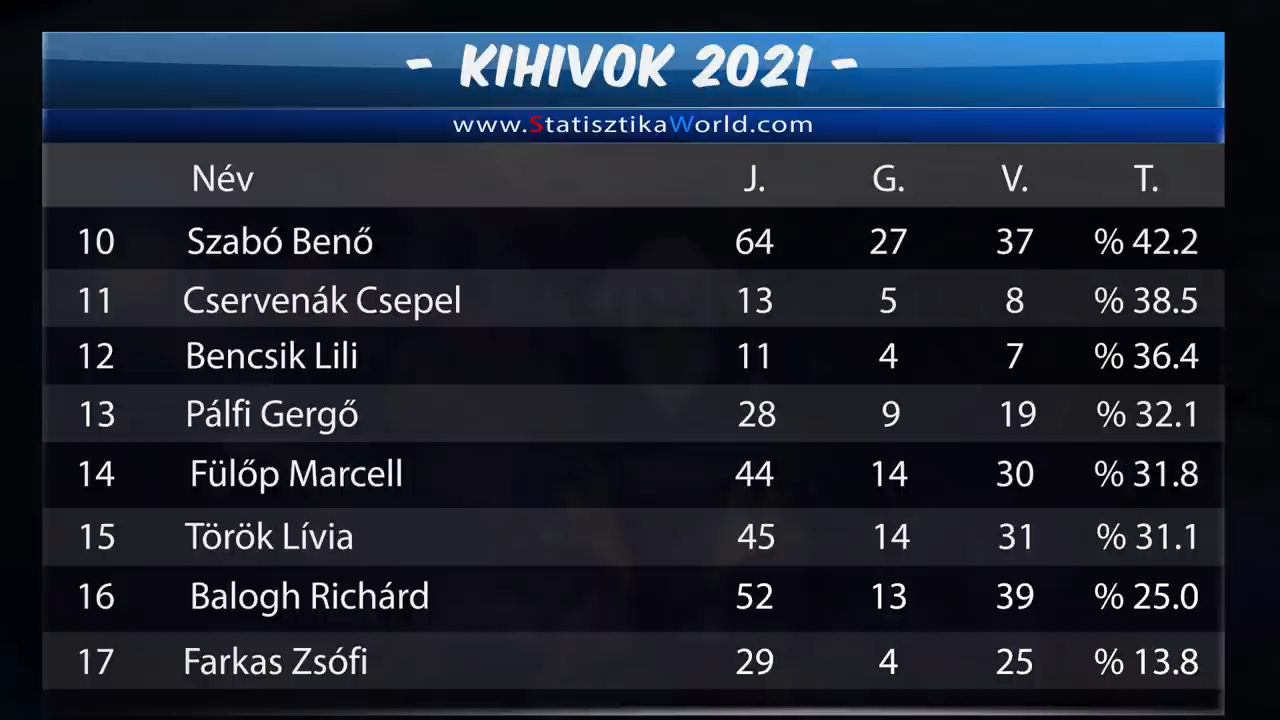 - KIHIVOK 2021 -
www.StatisztikaWorld.com
Név J. G. V. T.
10 Szabó Benő 64 27 37 % 42.2
11 Cservenák Csepel 13 5 8 % 38.5
12 Bencsik Lili 11 4 7 % 36.4
13 Pálfi Gergő 28 9 19 % 32.1
14 Fülőp Marcell 44 14 30 % 31.8
15 Török Lívia 45 14 31 % 31.1
16 Balogh Richárd 52 13 39 % 25.0
17 Farkas Zsófi 29 4 25 % 13.8